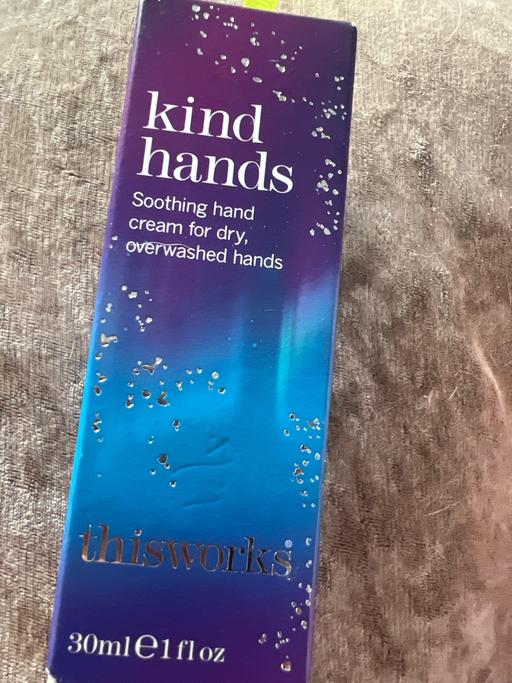 kind
hands
Soothing hand
cream for dry,
overwashed hands
thisworks®
30ml℮1fl oz